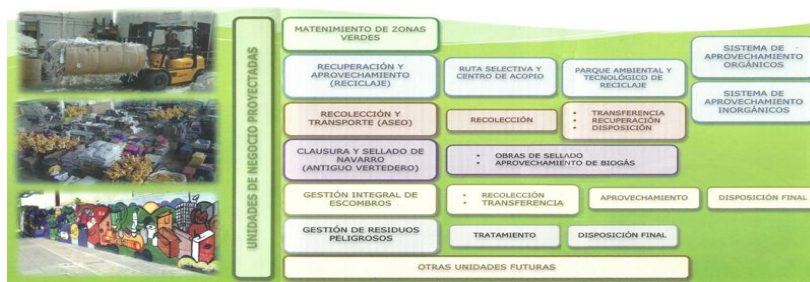 UNIDADES DE NEGOCIO PROYECTADAS
MATENIMIENTO DE ZONAS
VERDES
RECUPERACIÓN Y
APROVECHAMIENTO
(RECICLAJE)
RUTA SELECTIVA Y
CENTRO DE ACOPIO
PARQUE AMBIENTAL Y
TECNOLÓGICO DE
RECICLAJE
SISTEMA DE
APROVECHAMIENTO
ORGÁNICOS
SISTEMA DE
APROVECHAMIENTO
INORGÁNICOS
RECOLECCIÓN Y
TRANSPORTE (ASEO)
RECOLECCIÓN
• TRANSFERENCIA
• RECUPERACIÓN
• DISPOSICIÓN
CLAUSURA Y SELLADO DE
NAVARRO
(ANTIGUO VERTEDERO)
• OBRAS DE SELLADO
• APROVECHAMIENTO DE BIOGÁS
GESTIÓN INTEGRAL DE
ESCOMBROS
• RECOLECCIÓN
• TRANSFERENCIA
APROVECHAMIENTO
DISPOSICIÓN FINAL
GESTIÓN DE RESIDUOS
PELIGROSOS
TRATAMIENTO
DISPOSICIÓN FINAL
OTRAS UNIDADES FUTURAS